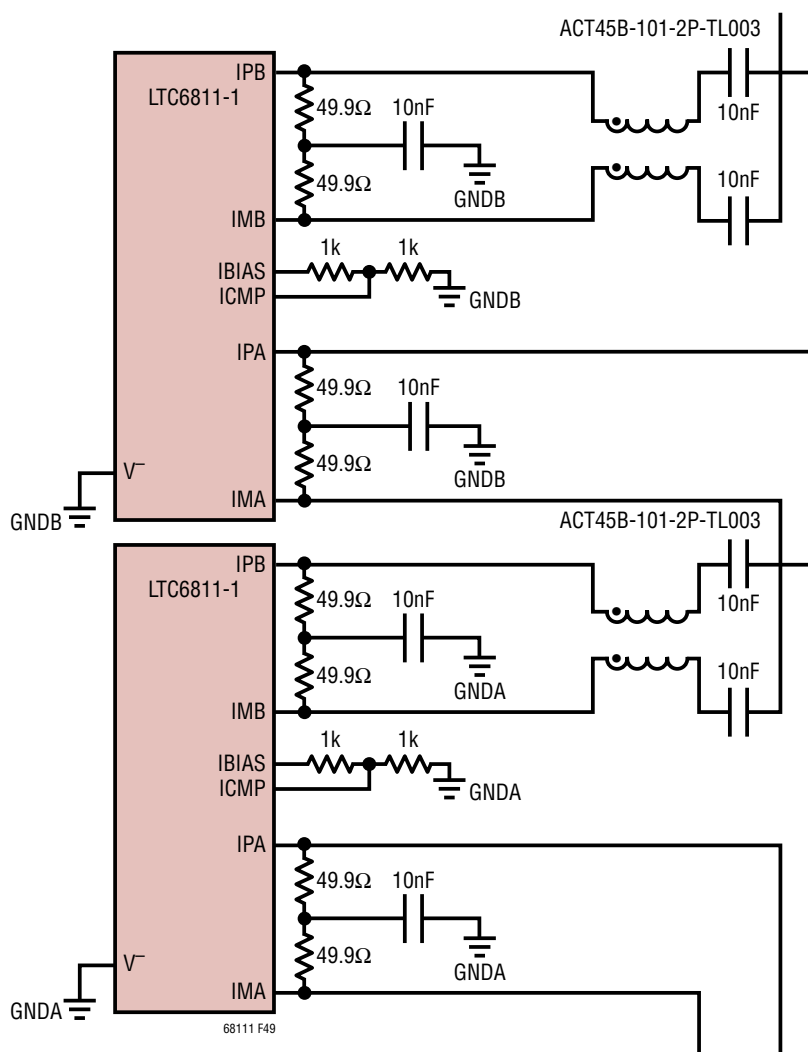 ACT45B-101-2P-TL003
IPB
LTC6811-1
49.9Ω
10nF
10nF
49.9Ω
GNDB
10nF
IMB
1k
1k
IBIAS
ICMP
GNDB
IPA
49.9Ω
10nF
49.9Ω
GNDB
V–
GNDB
IMA
ACT45B-101-2P-TL003
IPB
LTC6811-1
49.9Ω
10nF
10nF
49.9Ω
GNDA
10nF
IMB
1k
1k
IBIAS
ICMP
GNDA
IPA
49.9Ω
10nF
49.9Ω
GNDA
V–
GNDA
IMA
68111 F49